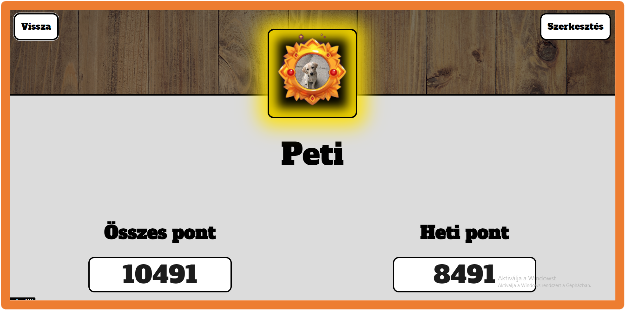 Vissza
Szerkesztés
Peti
Összes pont
Heti pont
10491
8491